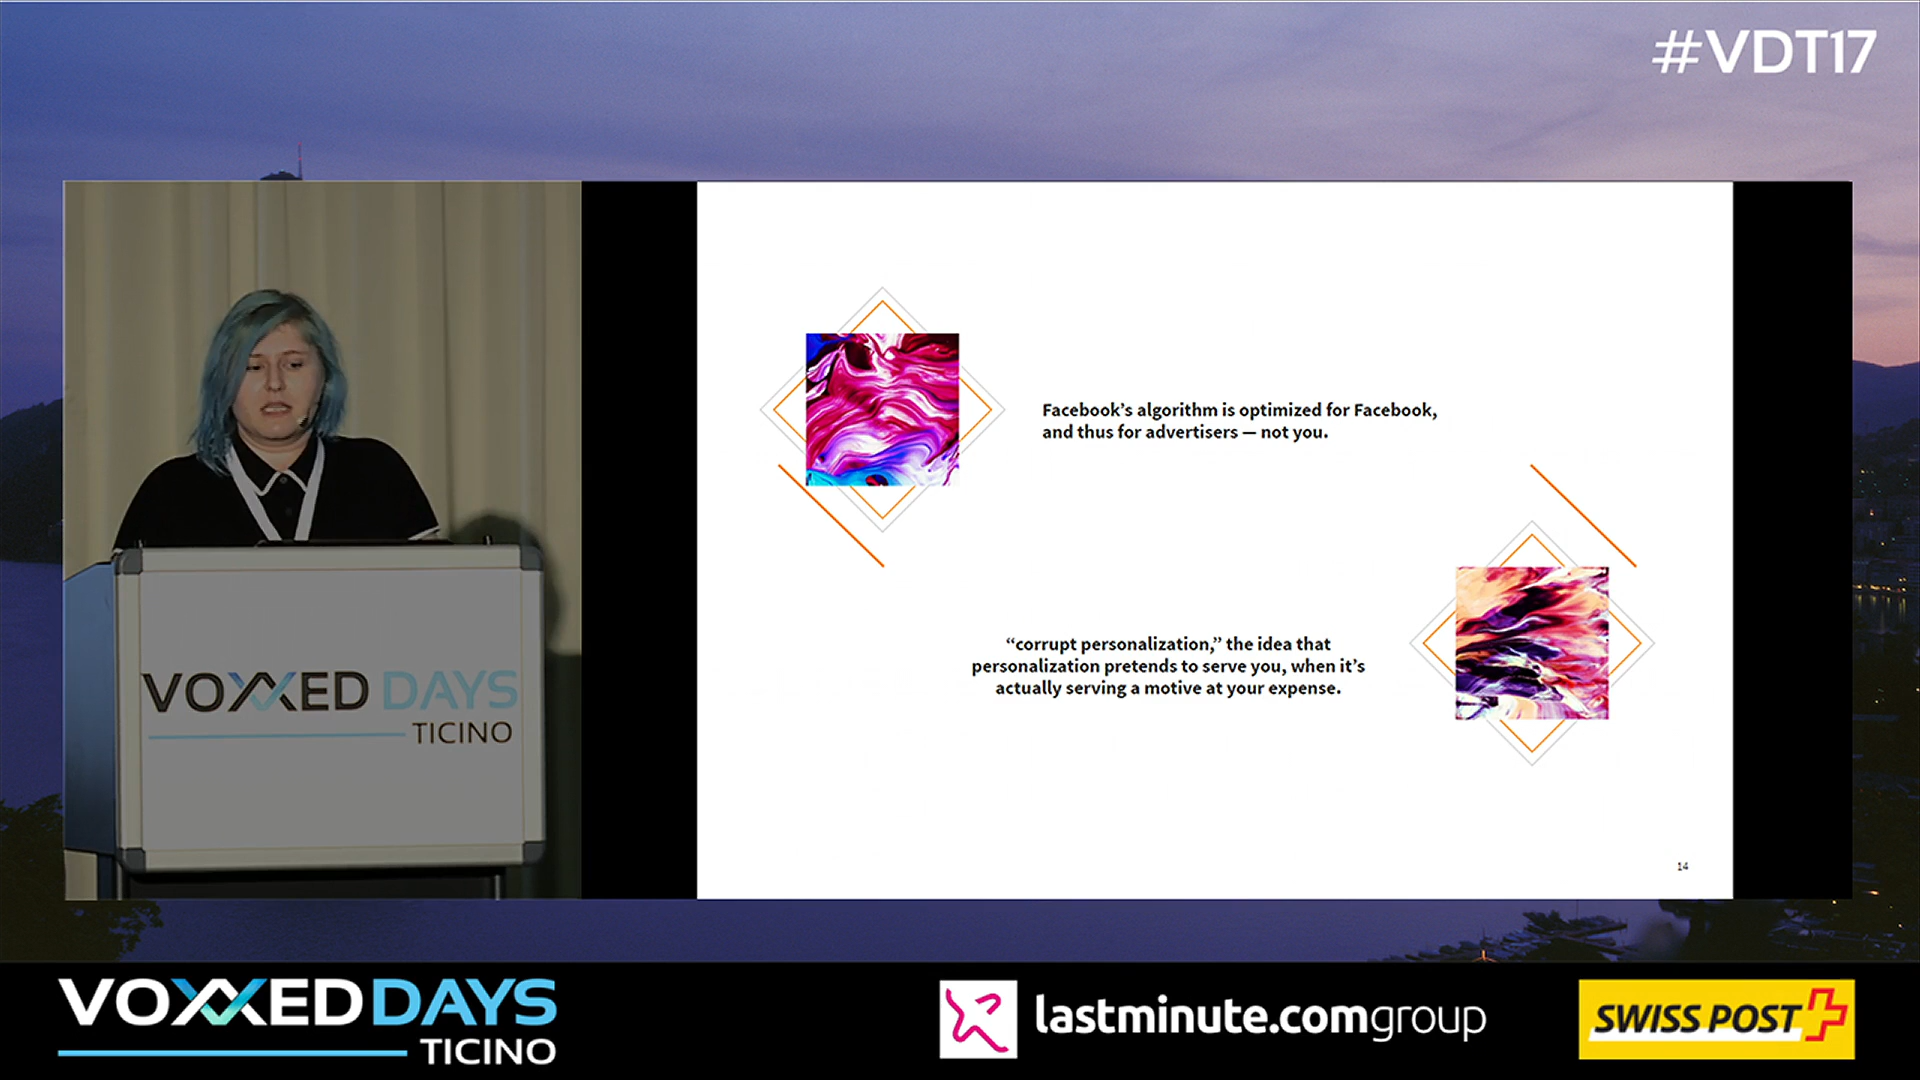 #VDT17
Facebook’s algorithm is optimized for Facebook,
and thus for advertisers — not you.
“corrupt personalization,” the idea that
personalization pretends to serve you, when it’s
actually serving a motive at your expense.
14
VOXXED DAYS
TICINO
VOXXED DAYS
TICINO
lastminute.comgroup
SWISS POST